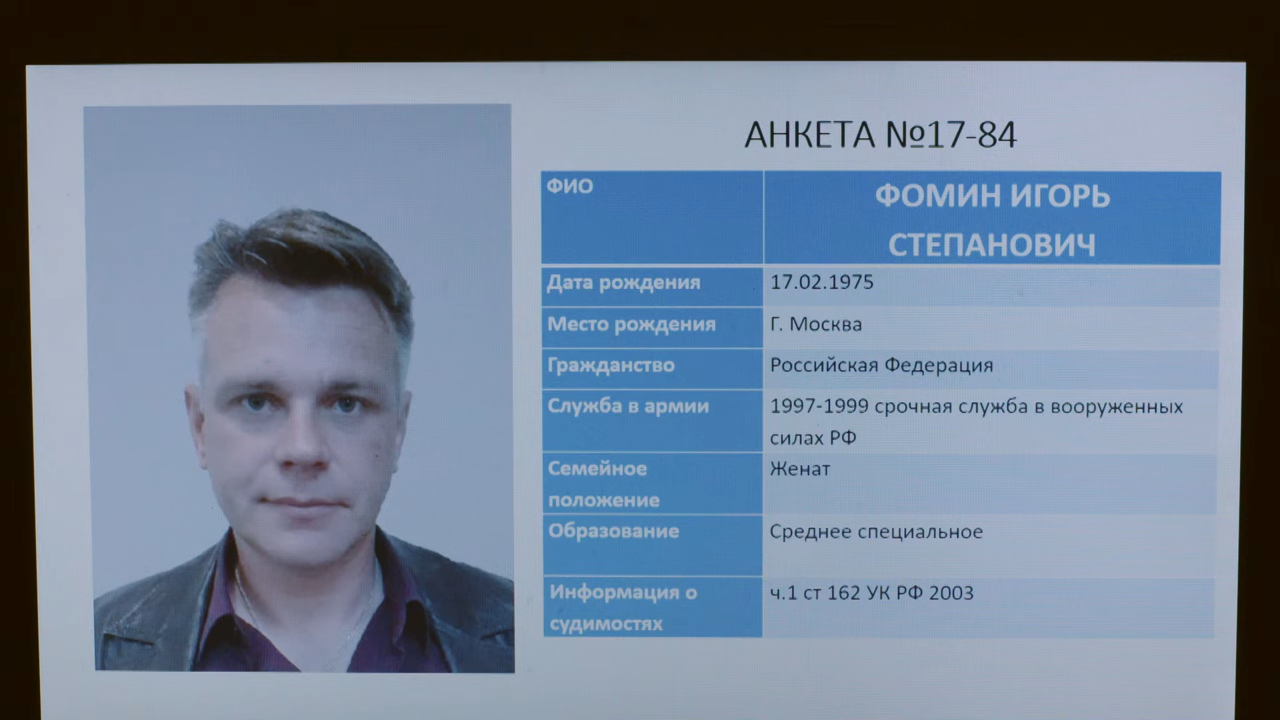 АНКЕТА №17-84
ФИО
ФОМИН ИГОРЬ
СТЕПАНОВИЧ
Дата рождения
17.02.1975
Место рождения
Г. Москва
Гражданство
Российская Федерация
Служба в армии
1997-1999 срочная служба в вооруженных
силах РФ
Семейное
положение
Женат
Образование
Среднее специальное
Информация о
судимостях
ч.1 ст 162 УК РФ 2003